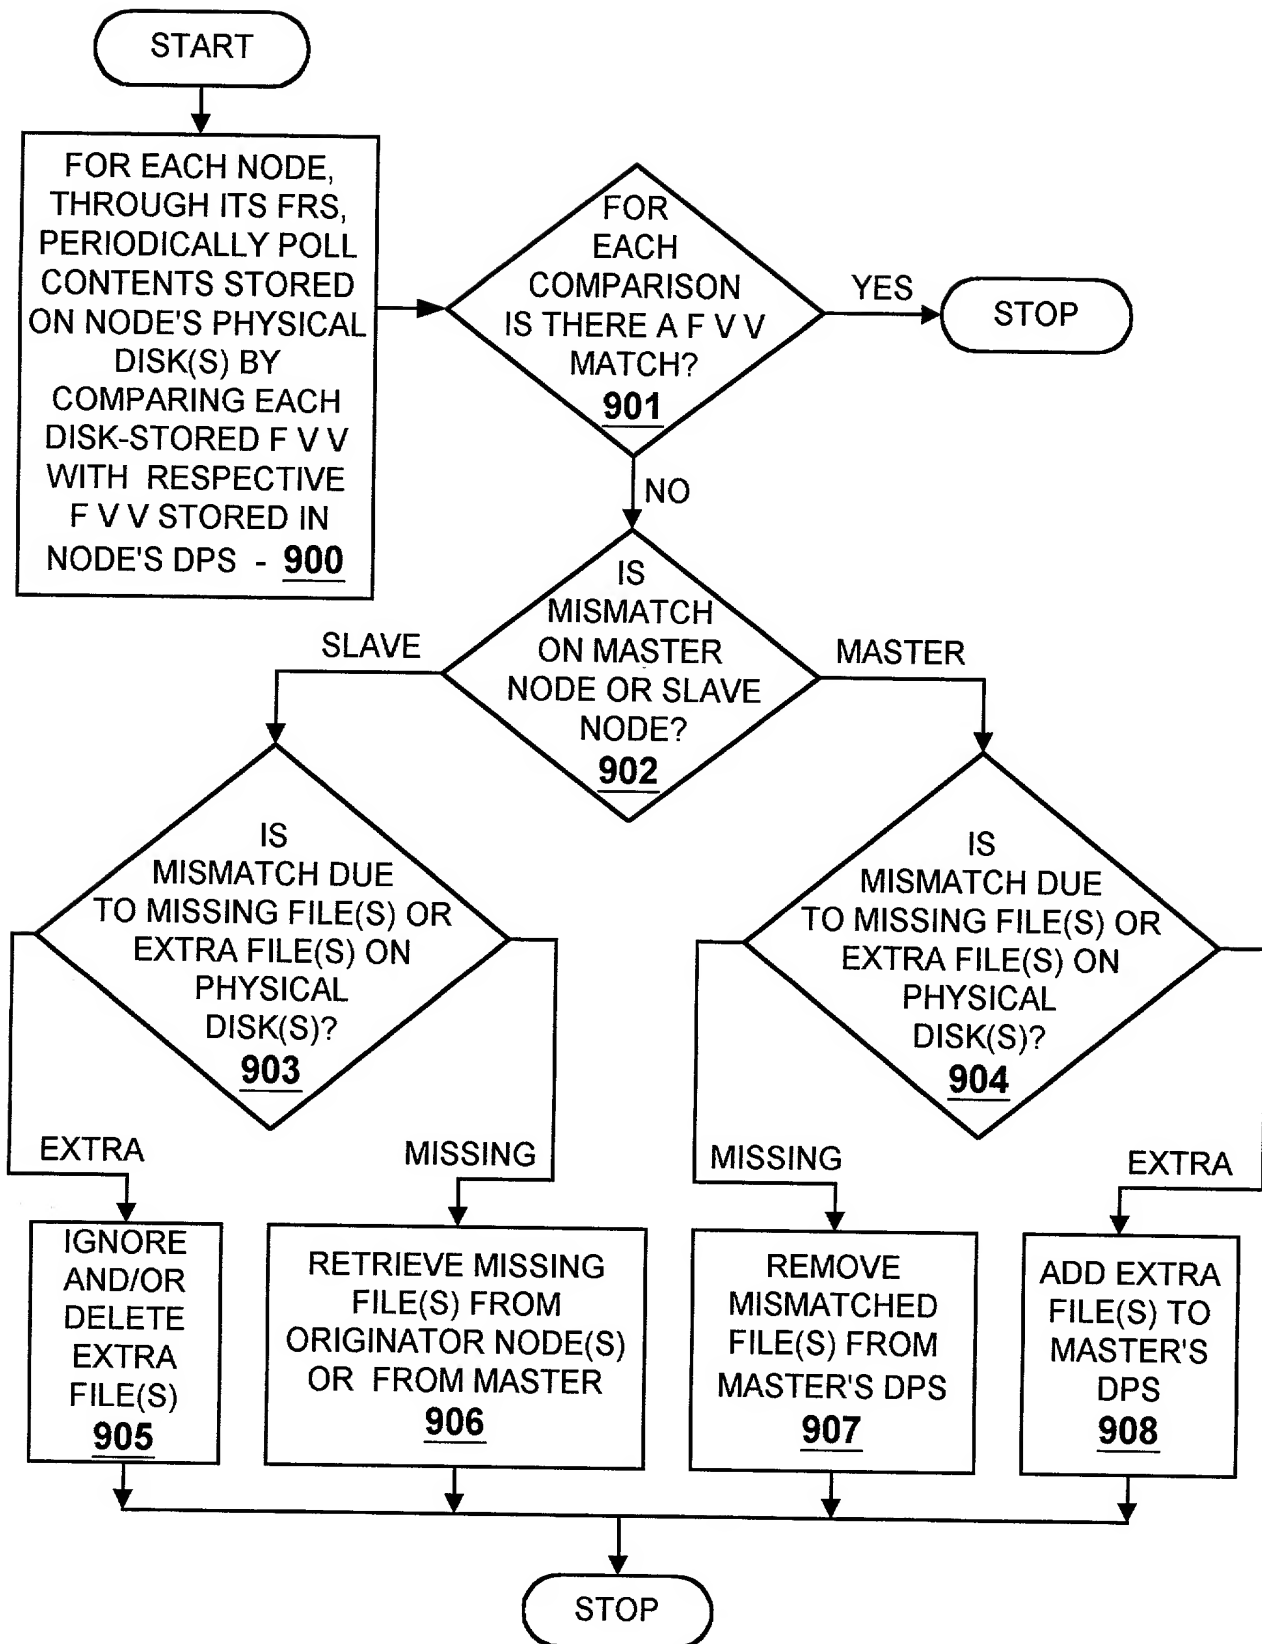 START
FOR EACH NODE,
THROUGH ITS FRS,
PERIODICALLY POLL
CONTENTS STORED
ON NODE'S PHYSICAL
DISK(S) BY
COMPARING EACH
DISK-STORED F V V
WITH RESPECTIVE
F V V STORED IN
NODE'S DPS - 900
FOR
EACH
COMPARISON
IS THERE A F V V
MATCH?
901
YES
STOP
NO
IS
MISMATCH
ON MASTER
NODE OR SLAVE
NODE?
902
SLAVE
MASTER
IS
MISMATCH DUE
TO MISSING FILE(S) OR
EXTRA FILE(S) ON
PHYSICAL
DISK(S)?
903
IS
MISMATCH DUE
TO MISSING FILE(S) OR
EXTRA FILE(S) ON
PHYSICAL
DISK(S)?
904
EXTRA
MISSING
MISSING
EXTRA
IGNORE
AND/OR
DELETE
EXTRA
FILE(S)
905
RETRIEVE MISSING
FILE(S) FROM
ORIGINATOR NODE(S)
OR FROM MASTER
906
REMOVE
MISMATCHED
FILE(S) FROM
MASTER'S DPS
907
ADD EXTRA
FILE(S) TO
MASTER'S
DPS
908
STOP